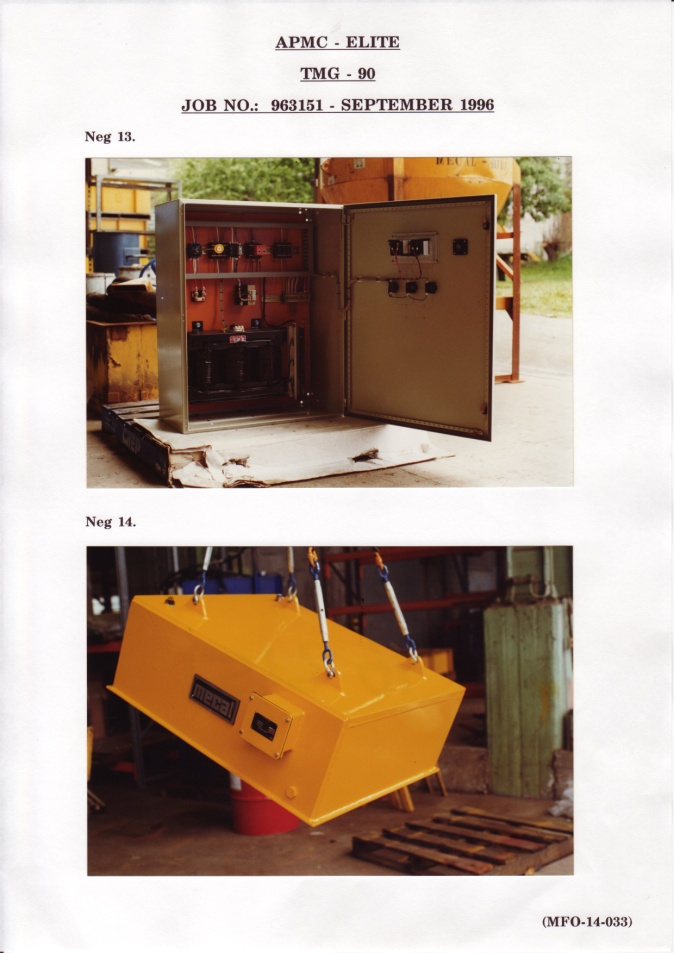 APMC - ELITE
TMG - 90
JOB NO.: 963151 - SEPTEMBER 1996
Neg 13.
Neg 14.
mecal
(MFO-14-033)